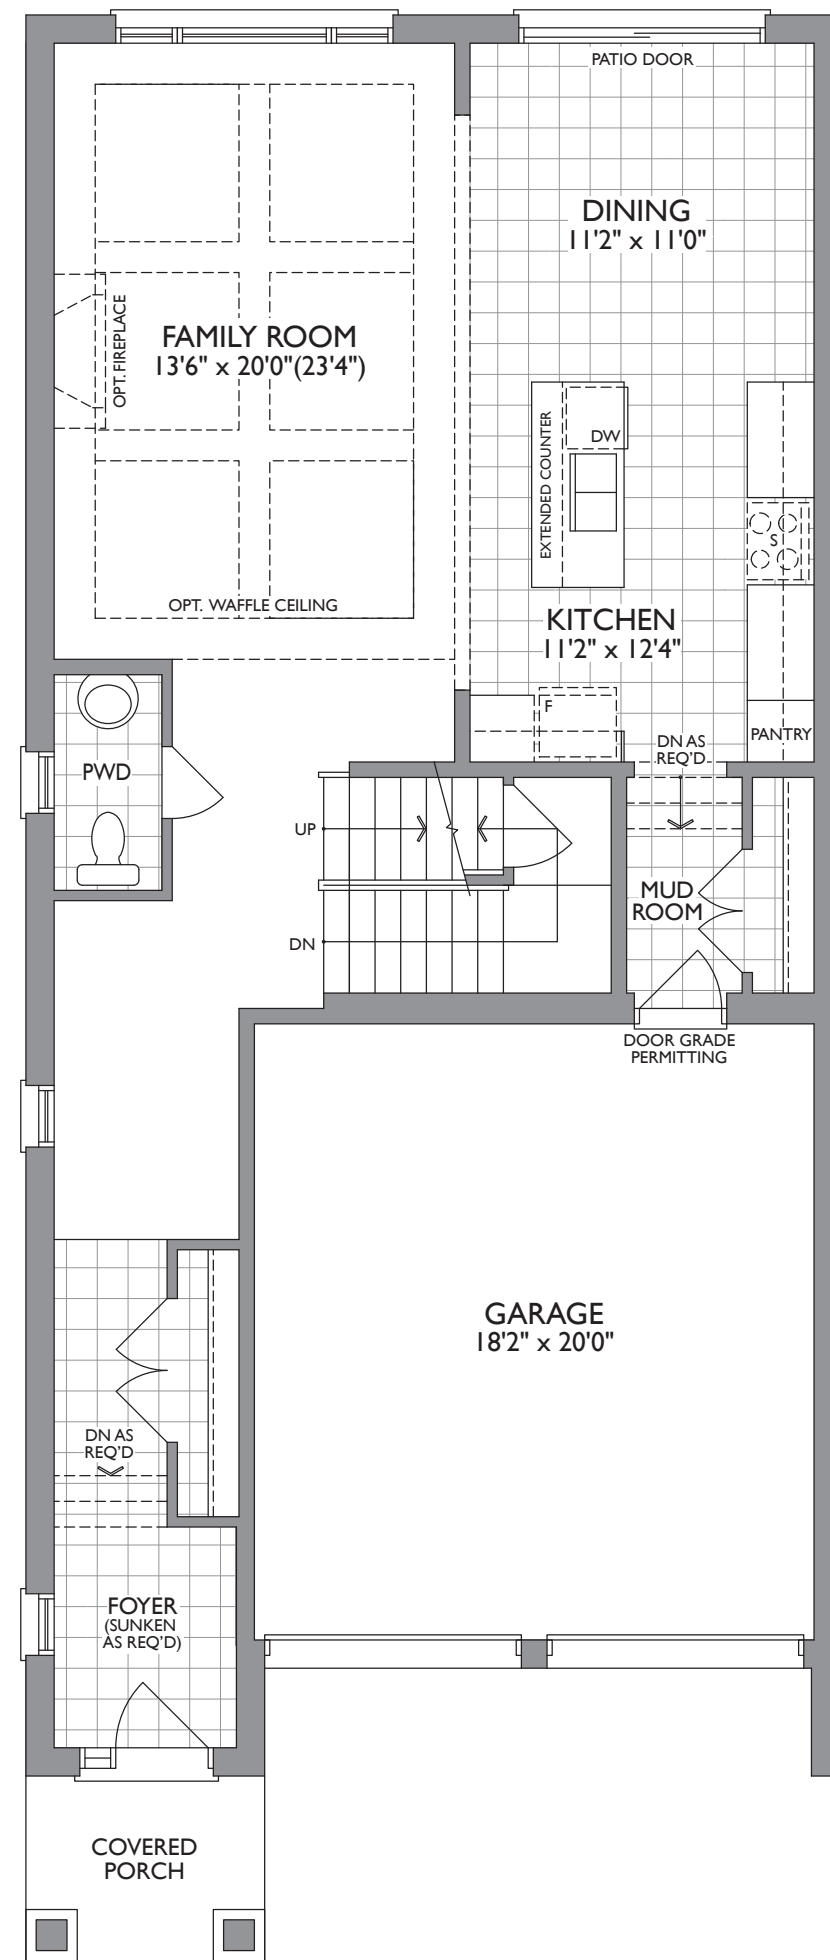 PATIO DOOR
DINING
11'2" x 11'0"
OPT. FIREPLACE
FAMILY ROOM
13'6" x 20'0"(23'4")
EXTENDED COUNTER
DW
S
OPT. WAFFLE CEILING
KITCHEN
11'2" x 12'4"
F
PANTRY
DN AS
REQ'D
PWD
UP
MUD
ROOM
DN
DOOR GRADE
PERMITTING
GARAGE
18'2" x 20'0"
DN AS
REQ'D
FOYER
(SUNKEN
AS REQ'D)
COVERED
PORCH